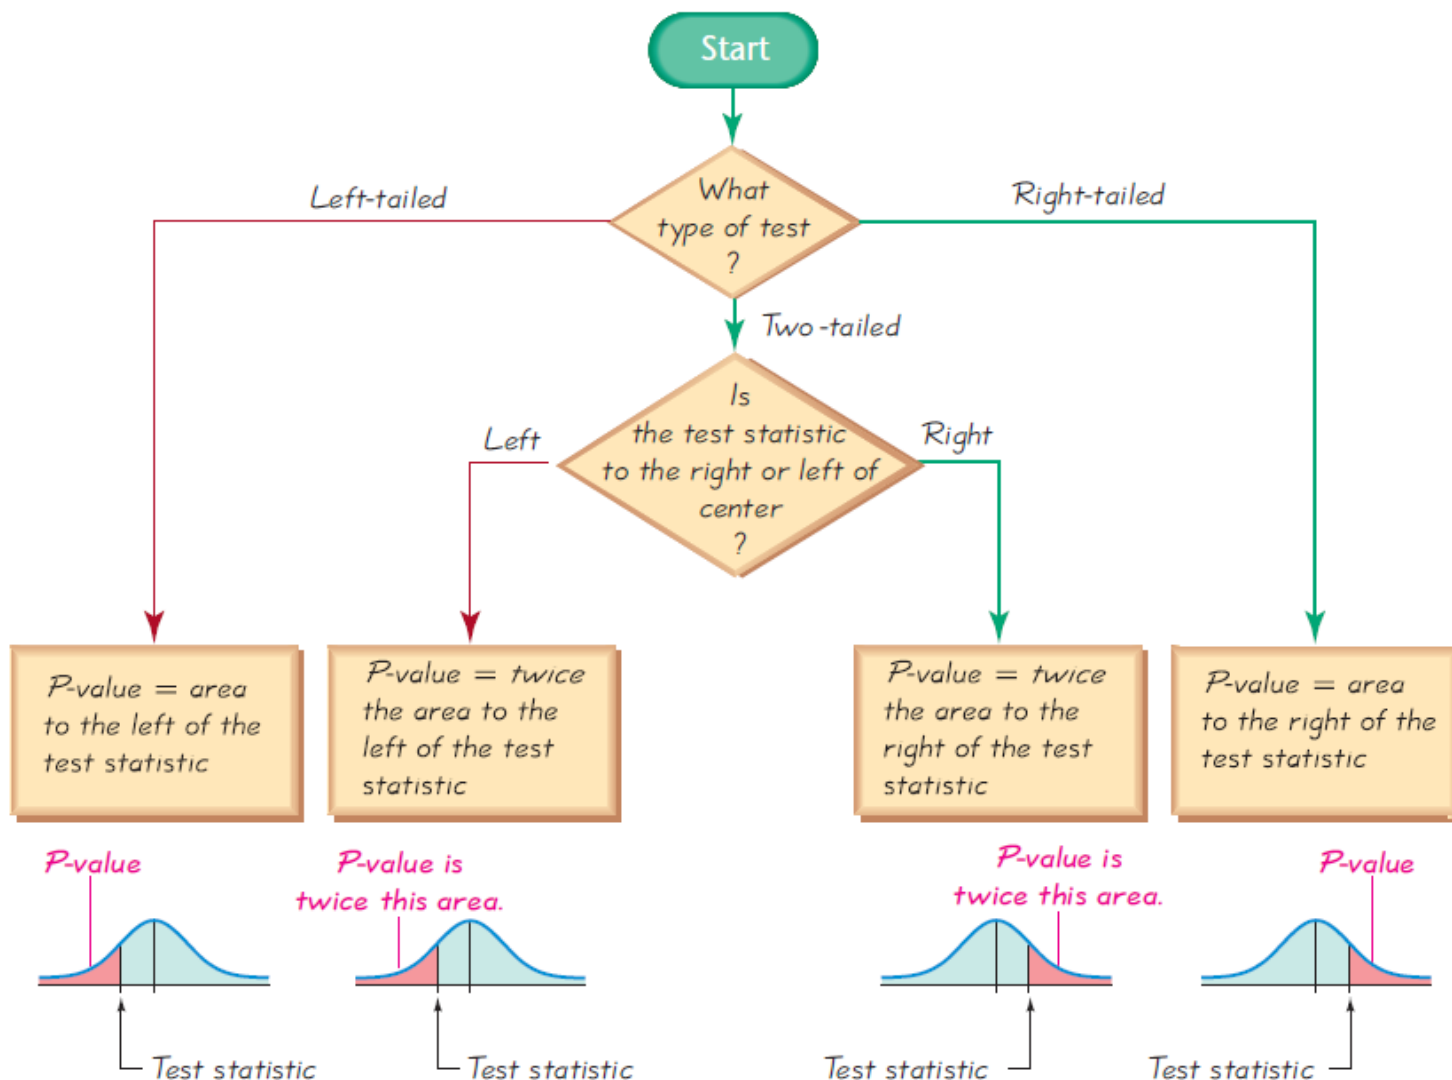 Start
What
type of test
?
Left-tailed
Right-tailed
Two-tailed
Is
the test statistic
to the right or left of
center
?
Left
Right
P-value = area
to the left of the
test statistic
P-value = twice
the area to the
left of the test
statistic
P-value = twice
the area to the
right of the test
statistic
P-value = area
to the right of the
test statistic
P-value
P-value is
twice this area.
P-value is
twice this area.
P-value
Test statistic
Test statistic
Test statistic
Test statistic